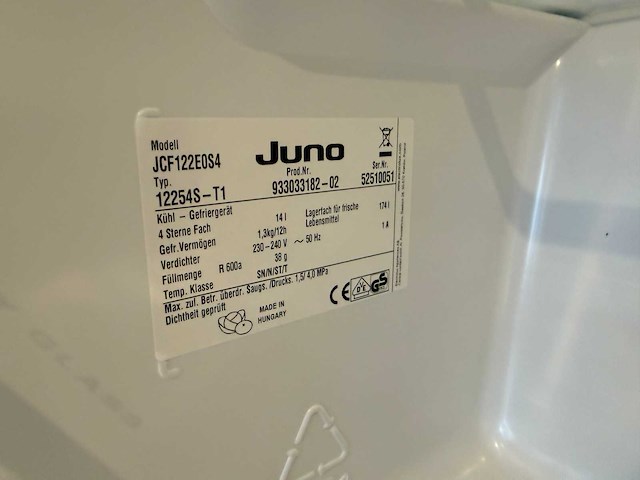 Modell
JCF122E0S4
Typ.
12254S-T1
Juno
Prod.Nr.
933033182-02
Ser.Nr.
52510051
Kühl - Gefriergerät
4 Sterne Fach 14 l
Gefr.Vermögen 1,3kg/12h
Verdichter 230-240 V ~ 50 Hz
Füllmenge R 600a 38 g
Temp. Klasse SN/N/ST/T
Lagerfach für frische 174 l
Lebensmittel
1 A
Max. zul. Betr. überdr. Saugs. /Drucks. 1,5/ 4,0 MPa
Dichtheit geprüft
MADE IN
HUNGARY
CE
GS